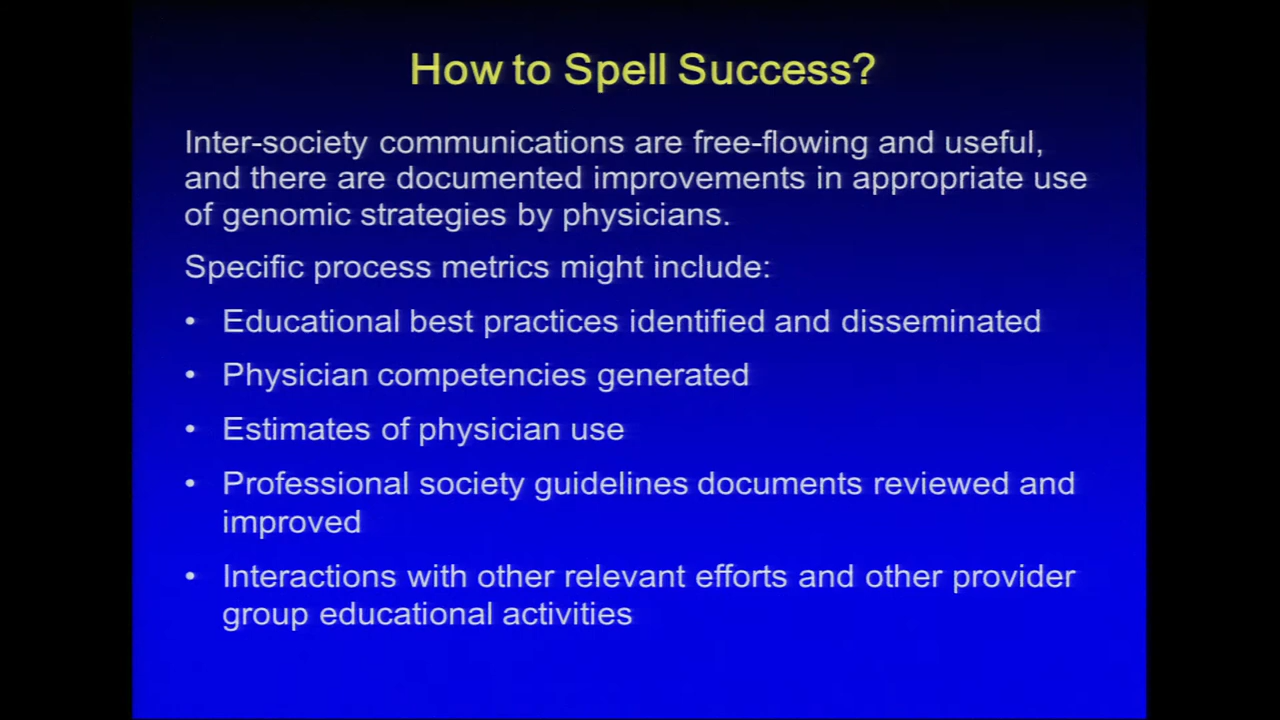 How to Spell Success?
Inter-society communications are free-flowing and useful,
and there are documented improvements in appropriate use
of genomic strategies by physicians.
Specific process metrics might include:
• Educational best practices identified and disseminated
• Physician competencies generated
• Estimates of physician use
• Professional society guidelines documents reviewed and
improved
• Interactions with other relevant efforts and other provider
group educational activities